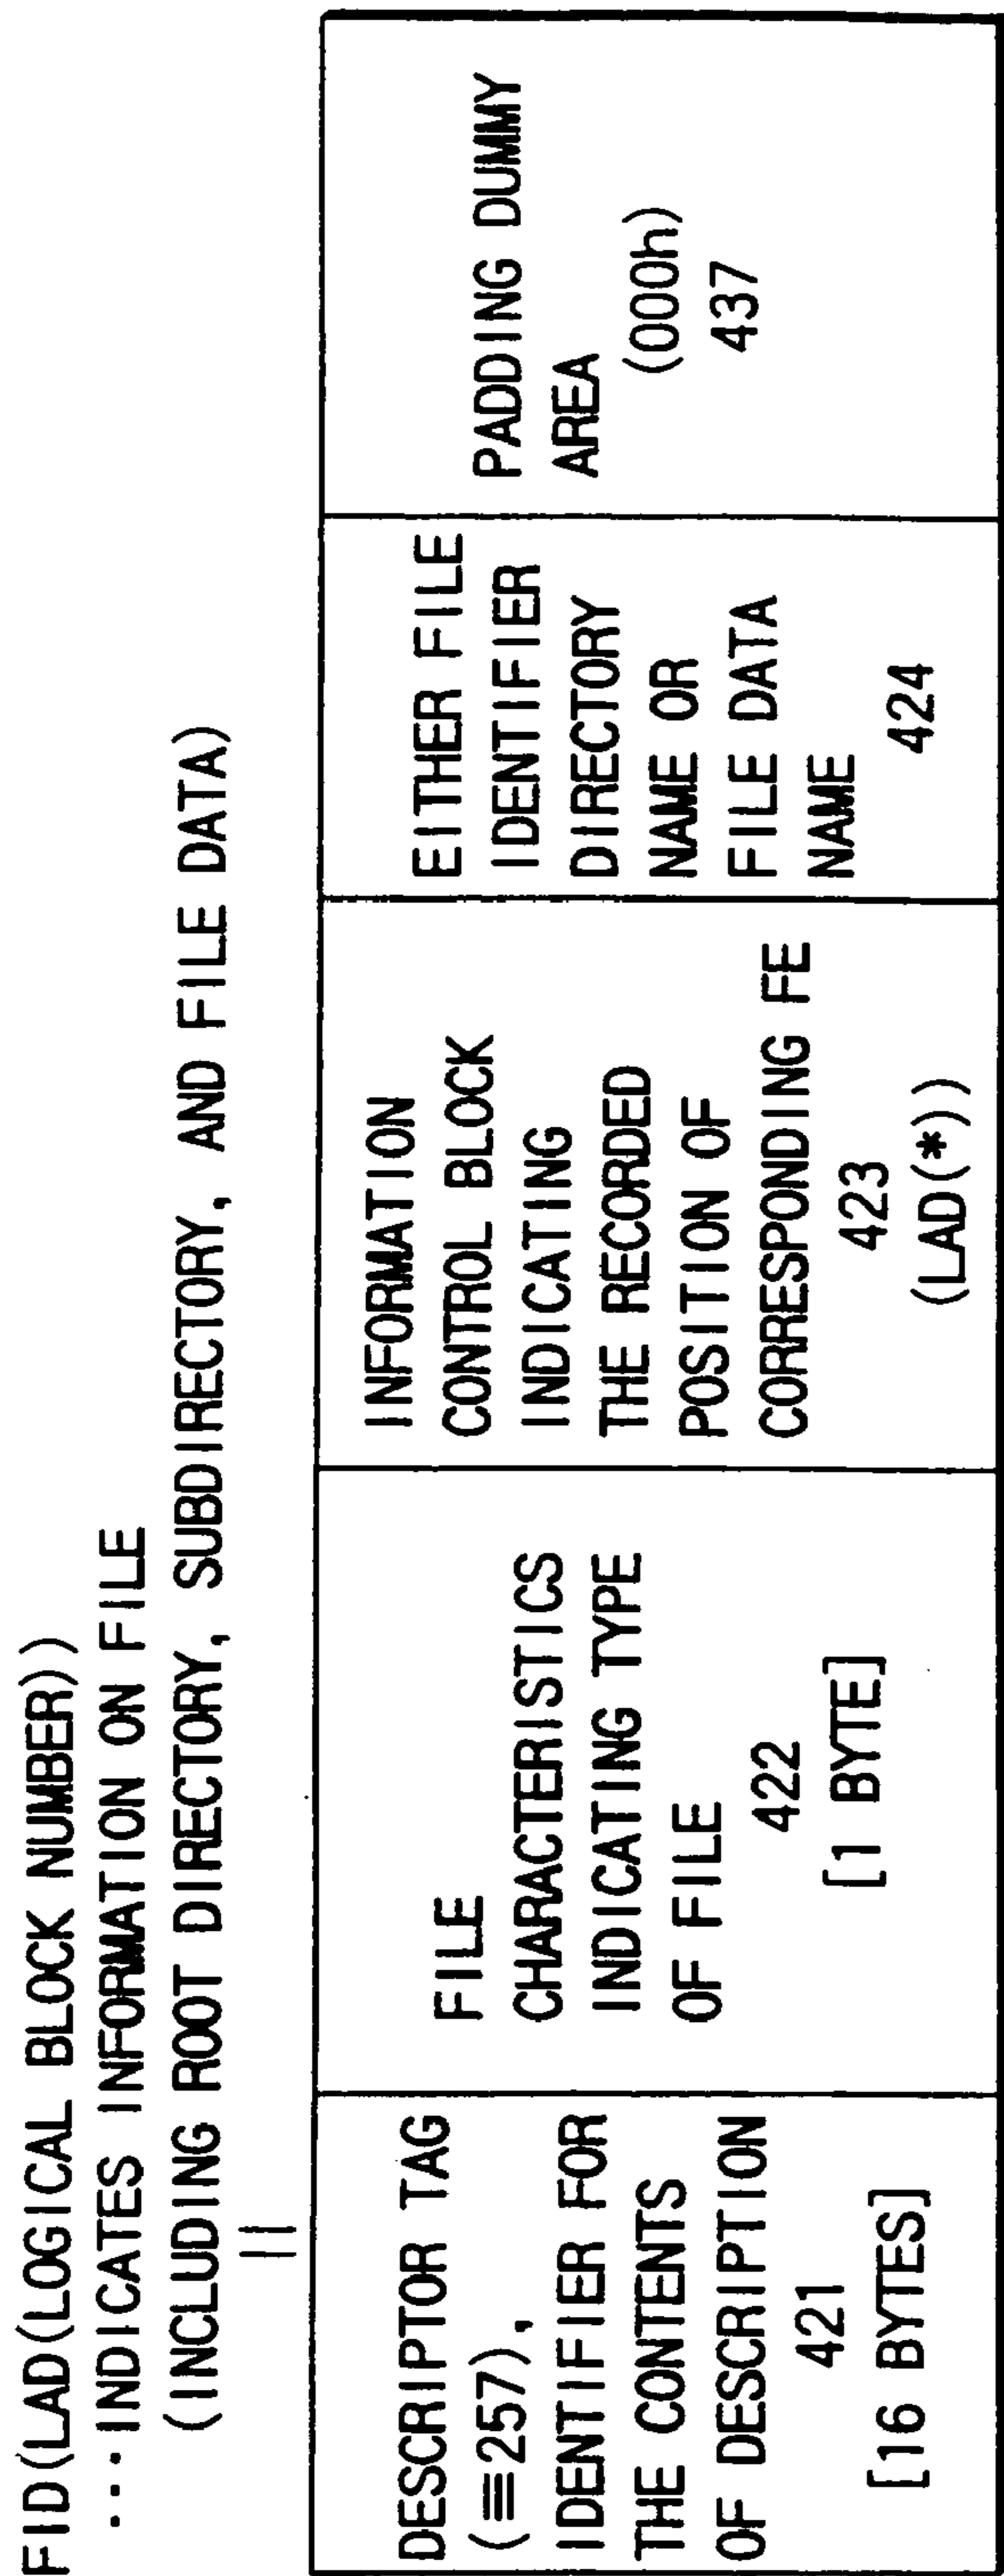 FID(LAD(LOGICAL BLOCK NUMBER))
···INDICATES INFORMATION ON FILE
(INCLUDING ROOT DIRECTORY, SUBDIRECTORY, AND FILE DATA)
||
DESCRIPTOR TAG
(≡257),
IDENTIFIER FOR
THE CONTENTS
OF DESCRIPTION
421
[16 BYTES]
FILE
CHARACTERISTICS
INDICATING TYPE
OF FILE
422
[1 BYTE]
INFORMATION
CONTROL BLOCK
INDICATING
THE RECORDED
POSITION OF
CORRESPONDING FE
423
(LAD(*))
EITHER FILE
IDENTIFIER
DIRECTORY
NAME OR
FILE DATA
NAME
424
PADDING DUMMY
AREA
(000h)
437